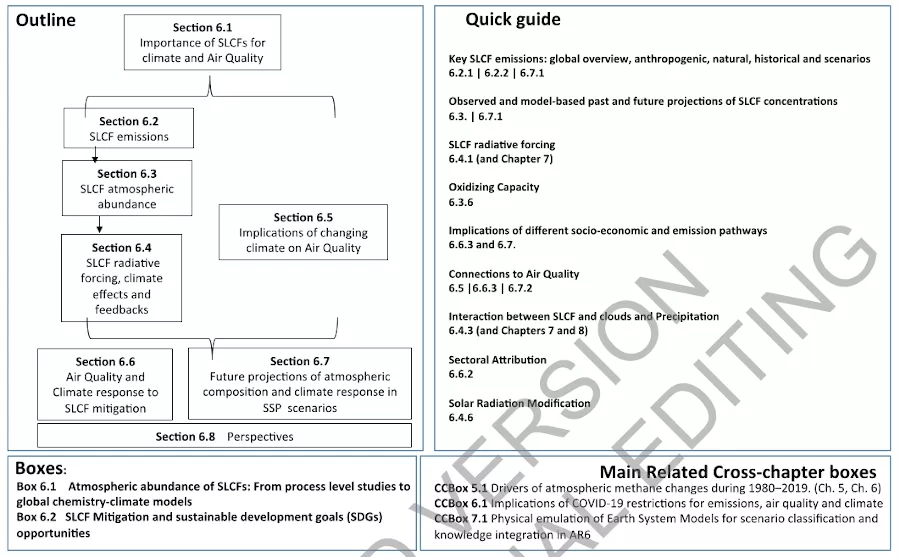 Outline
Section 6.1
Importance of SLCFs for
climate and Air Quality
Section 6.2
SLCF emissions
Section 6.3
SLCF atmospheric
abundance
Section 6.4
SLCF radiative
forcing, climate
effects and
feedbacks
Section 6.5
Implications of changing
climate on Air Quality
Section 6.6
Air Quality and
Climate response to
SLCF mitigation
Section 6.7
Future projections of atmospheric
composition and climate response in
SSP scenarios
Section 6.8 Perspectives
Quick guide
Key SLCF emissions: global overview, anthropogenic, natural, historical and scenarios
6.2.1 | 6.2.2 | 6.7.1
Observed and model-based past and future projections of SLCF concentrations
6.3. | 6.7.1
SLCF radiative forcing
6.4.1 (and Chapter 7)
Oxidizing Capacity
6.3.6
Implications of different socio-economic and emission pathways
6.6.3 and 6.7.
Connections to Air Quality
6.5 |6.6.3 | 6.7.2
Interaction between SLCF and clouds and Precipitation
6.4.3 (and Chapters 7 and 8)
Sectoral Attribution
6.6.2
Solar Radiation Modification
6.4.6
Boxes:
Box 6.1 Atmospheric abundance of SLCFs: From process level studies to
global chemistry-climate models
Box 6.2 SLCF Mitigation and sustainable development goals (SDGs)
opportunities
Main Related Cross-chapter boxes
CCBox 5.1 Drivers of atmospheric methane changes during 1980–2019. (Ch. 5, Ch. 6)
CCBox 6.1 Implications of COVID-19 restrictions for emissions, air quality and climate
CCBox 7.1 Physical emulation of Earth System Models for scenario classification and
knowledge integration in AR6
VERSION
EDITING